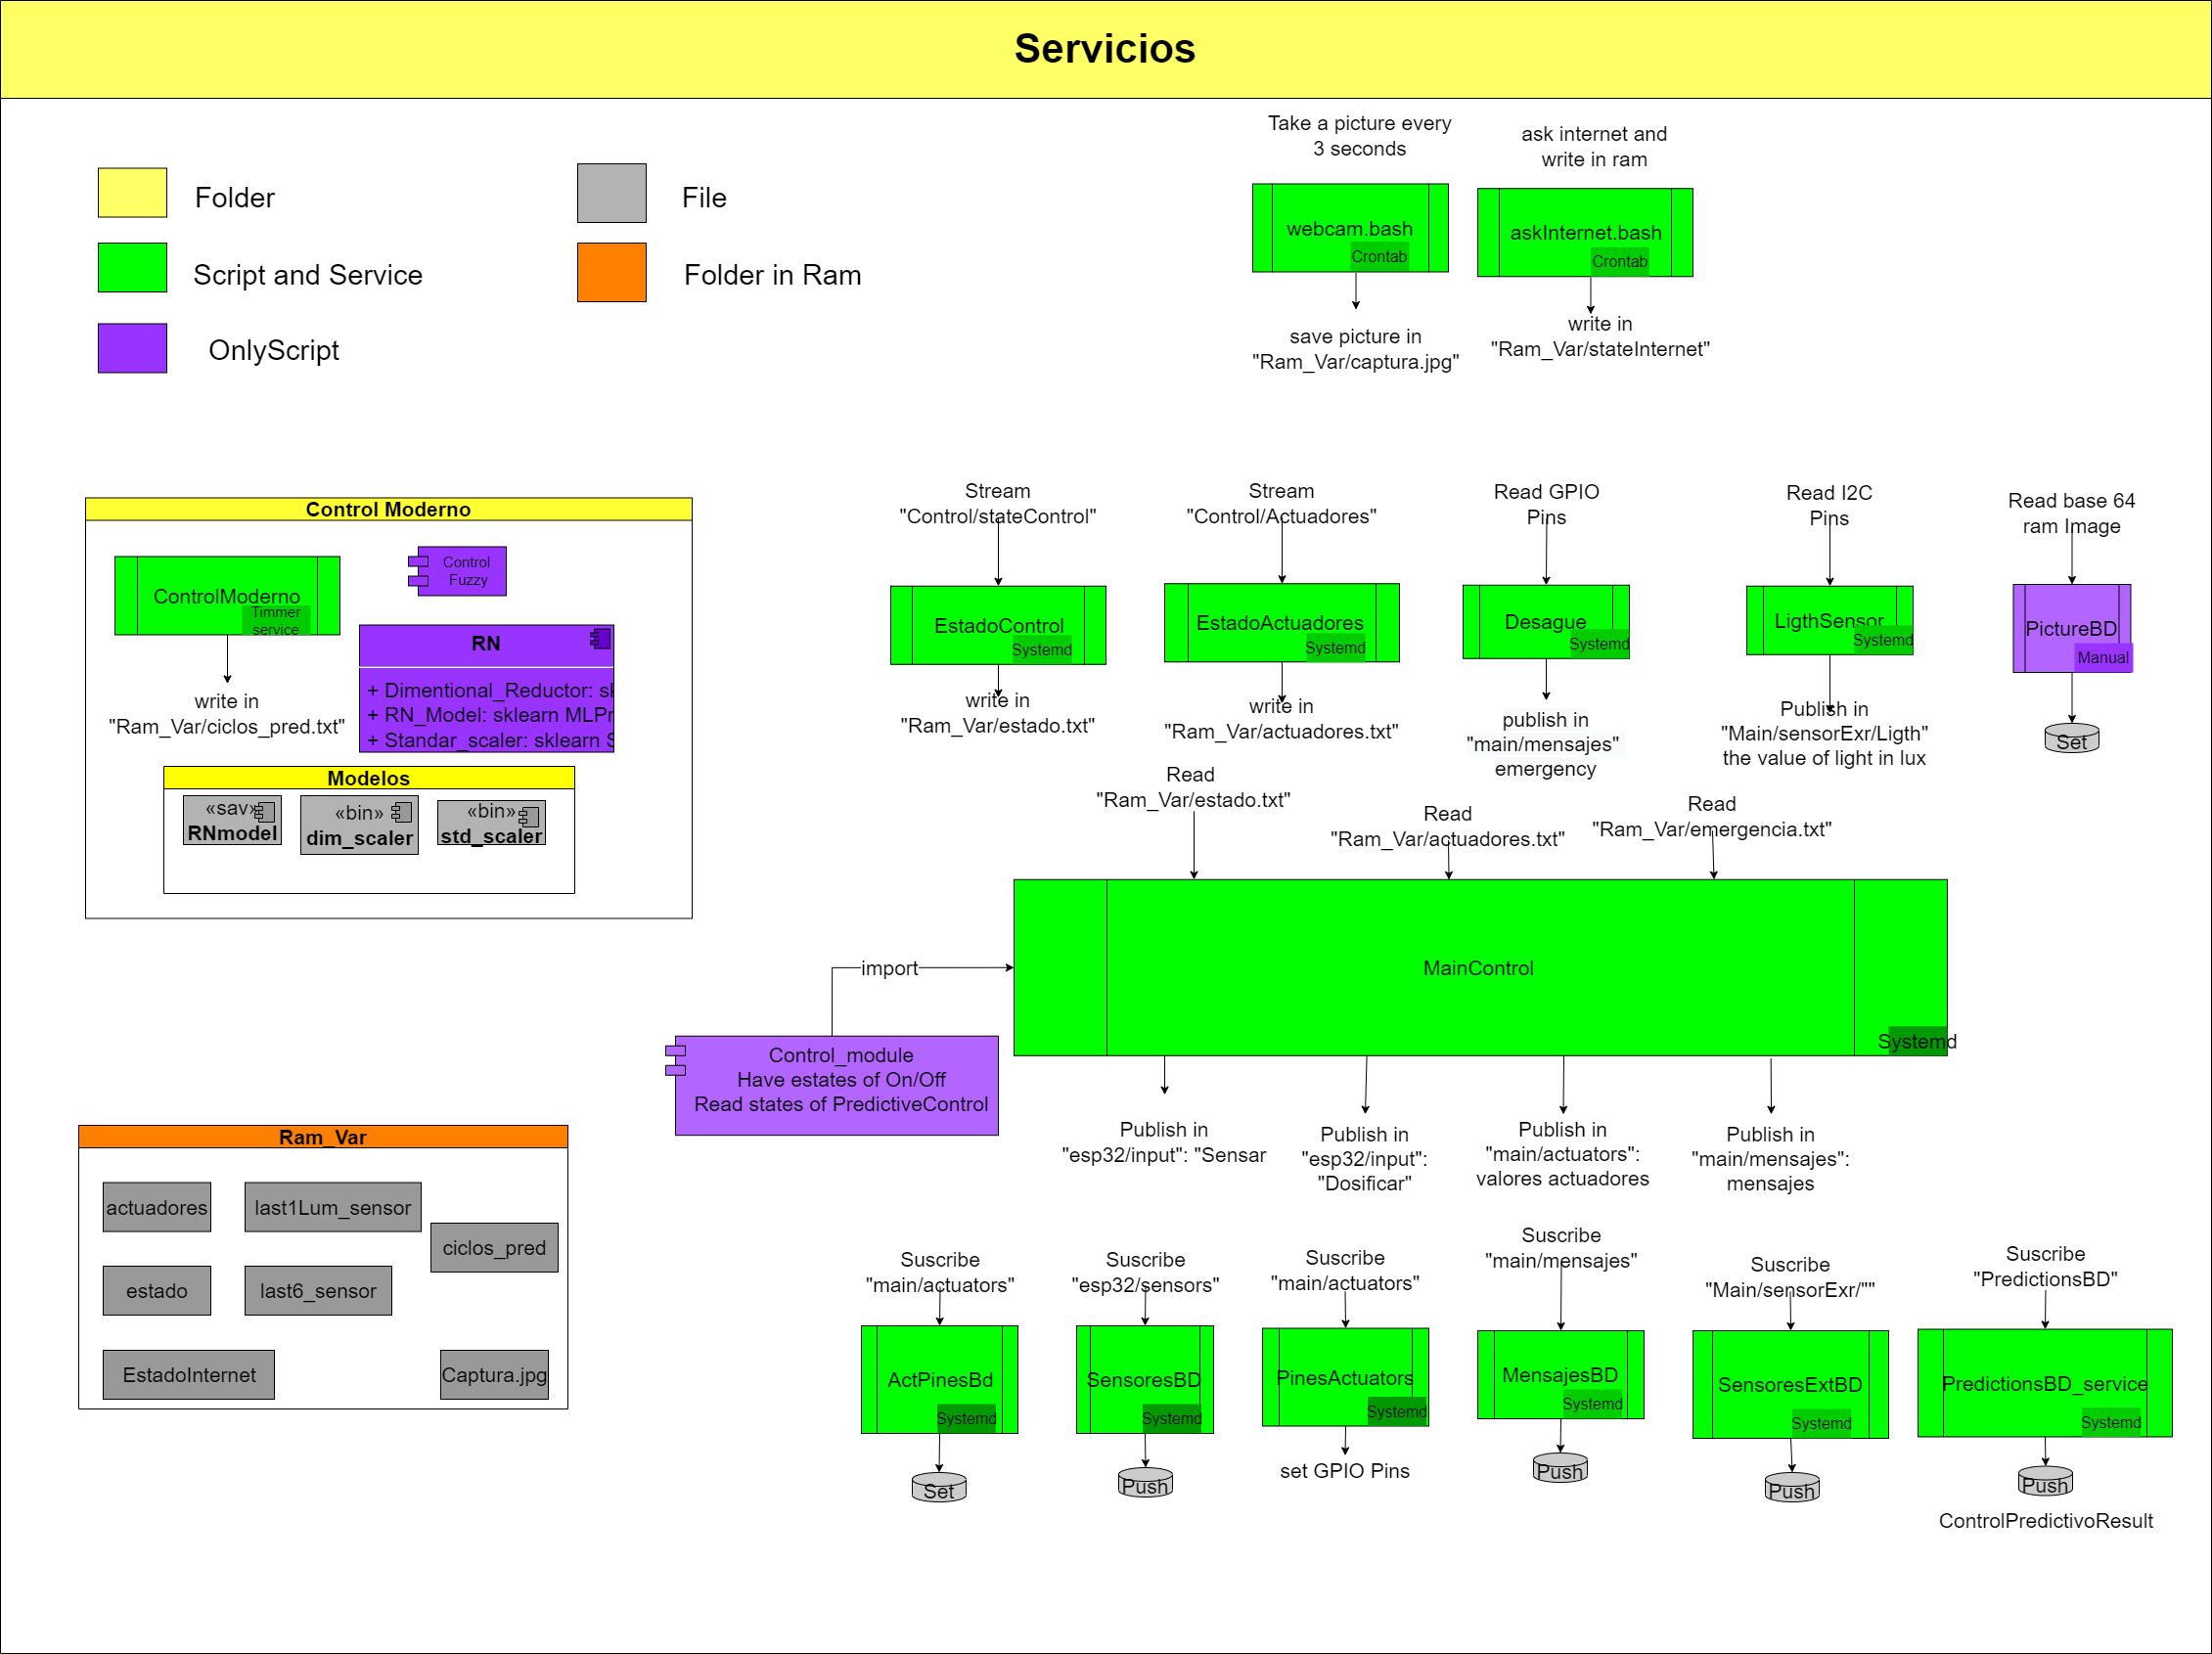 Servicios
Folder
File
Script and Service
Folder in Ram
OnlyScript
Take a picture every
3 seconds
webcam.bash
Crontab
save picture in
"Ram_Var/captura.jpg"
ask internet and
write in ram
askInternet.bash
Crontab
write in
"Ram_Var/stateInternet"
Control Moderno
ControlModerno
Timmer
service
write in
"Ram_Var/ciclos_pred.txt"
Control
Fuzzy
RN
+ Dimentional_Reductor: sk
+ RN_Model: sklearn MLPr
+ Standar_scaler: sklearn S
Modelos
«sav»
RNmodel
«bin»
dim_scaler
«bin»
std_scaler
Stream
"Control/stateControl"
EstadoControl
Systemd
write in
"Ram_Var/estado.txt"
Stream
"Control/Actuadores"
EstadoActuadores
Systemd
write in
"Ram_Var/actuadores.txt"
Read GPIO
Pins
Desague
Systemd
publish in
"main/mensajes"
emergency
Read I2C
Pins
LigthSensor
Systemd
Publish in
"Main/sensorExr/Ligth"
the value of light in lux
Read base 64
ram Image
PictureBD
Manual
Set
Read
"Ram_Var/estado.txt"
Read
"Ram_Var/actuadores.txt"
Read
"Ram_Var/emergencia.txt"
import
MainControl
Systemd
Control_module
Have estates of On/Off
Read states of PredictiveControl
Publish in
"esp32/input": "Sensar
Publish in
"esp32/input":
"Dosificar"
Publish in
"main/actuators":
valores actuadores
Publish in
"main/mensajes":
mensajes
Ram_Var
actuadores
last1Lum_sensor
ciclos_pred
estado
last6_sensor
EstadoInternet
Captura.jpg
Suscribe
"main/actuators"
ActPinesBd
Systemd
Set
Suscribe
"esp32/sensors"
SensoresBD
Systemd
Push
Suscribe
"main/actuators"
PinesActuators
Systemd
set GPIO Pins
Suscribe
"main/mensajes"
MensajesBD
Systemd
Push
Suscribe
"Main/sensorExr/""
SensoresExtBD
Systemd
Push
Suscribe
"PredictionsBD"
PredictionsBD_service
Systemd
Push
ControlPredictivoResult